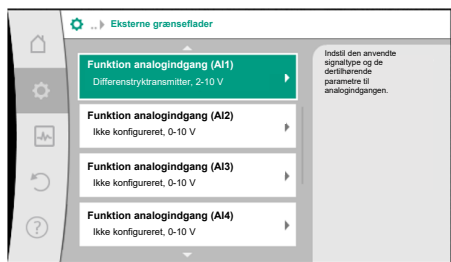 ..▸ Eksterne grænseflader
Funktion analogindgang (AI1)
Differenstryktransmitter, 2-10 V
Funktion analogindgang (AI2)
Ikke konfigureret, 0-10 V
Funktion analogindgang (AI3)
Ikke konfigureret, 0-10 V
Funktion analogindgang (AI4)
Ikke konfigureret, 0-10 V
Indstil den anvendte
signaltype og de
dertilhørende
parametre til
analogindgangen.
?